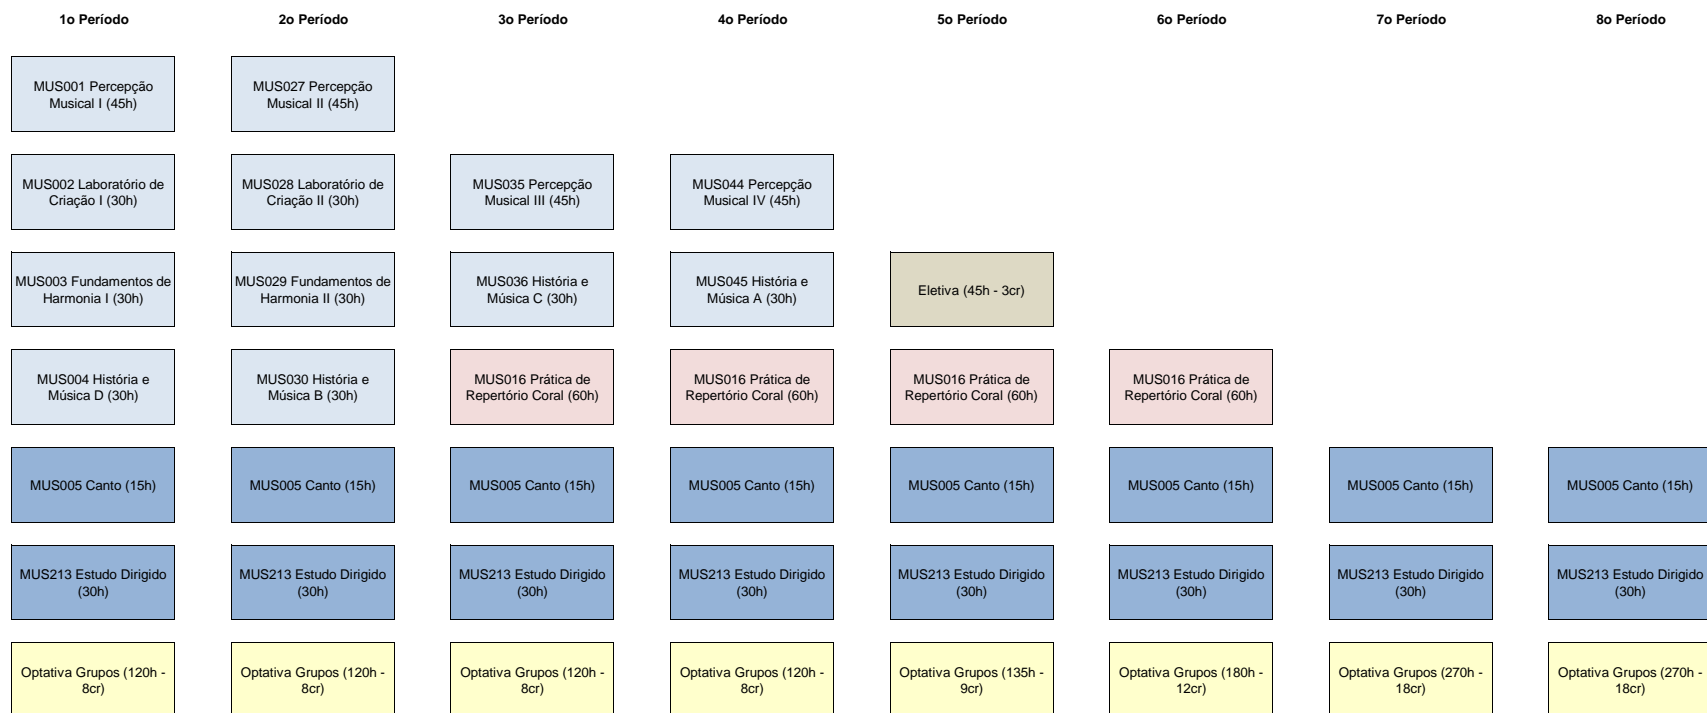 1o Período
2o Período
3o Período
4o Período
5o Período
6o Período
7o Período
8o Período
MUS001 Percepção
Musical I (45h)
MUS027 Percepção
Musical II (45h)
MUS002 Laboratório de
Criação I (30h)
MUS028 Laboratório de
Criação II (30h)
MUS035 Percepção
Musical III (45h)
MUS044 Percepção
Musical IV (45h)
MUS003 Fundamentos de
Harmonia I (30h)
MUS029 Fundamentos de
Harmonia II (30h)
MUS036 História e
Música C (30h)
MUS045 História e
Música A (30h)
Eletiva (45h - 3cr)
MUS004 História e
Música D (30h)
MUS030 História e
Música B (30h)
MUS016 Prática de
Repertório Coral (60h)
MUS016 Prática de
Repertório Coral (60h)
MUS016 Prática de
Repertório Coral (60h)
MUS016 Prática de
Repertório Coral (60h)
MUS005 Canto (15h)
MUS005 Canto (15h)
MUS005 Canto (15h)
MUS005 Canto (15h)
MUS005 Canto (15h)
MUS005 Canto (15h)
MUS005 Canto (15h)
MUS005 Canto (15h)
MUS213 Estudo Dirigido
(30h)
MUS213 Estudo Dirigido
(30h)
MUS213 Estudo Dirigido
(30h)
MUS213 Estudo Dirigido
(30h)
MUS213 Estudo Dirigido
(30h)
MUS213 Estudo Dirigido
(30h)
MUS213 Estudo Dirigido
(30h)
MUS213 Estudo Dirigido
(30h)
Optativa Grupos (120h -
8cr)
Optativa Grupos (120h -
8cr)
Optativa Grupos (120h -
8cr)
Optativa Grupos (120h -
8cr)
Optativa Grupos (135h -
9cr)
Optativa Grupos (180h -
12cr)
Optativa Grupos (270h -
18cr)
Optativa Grupos (270h -
18cr)